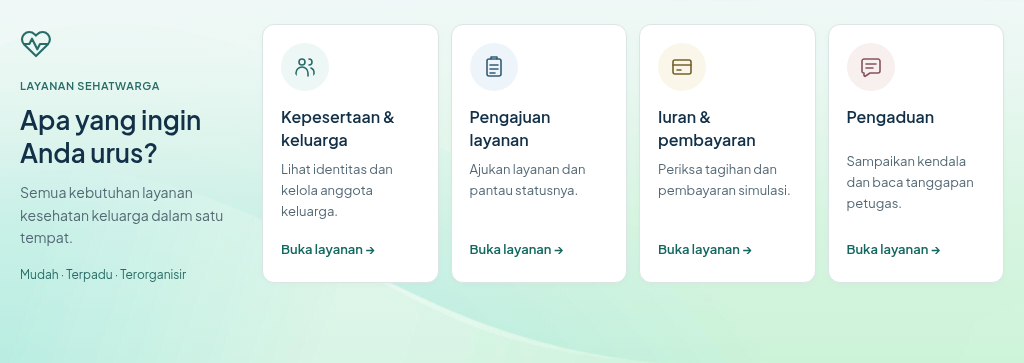 LAYANAN SEHATWARGA
Apa yang ingin
Anda urus?
Semua kebutuhan layanan
kesehatan keluarga dalam satu
tempat.
Mudah · Terpadu · Terorganisir
Kepesertaan &
keluarga
Lihat identitas dan
kelola anggota
keluarga.
Buka layanan →
Pengajuan
layanan
Ajukan layanan dan
pantau statusnya.
Buka layanan →
Iuran &
pembayaran
Periksa tagihan dan
pembayaran simulasi.
Buka layanan →
Pengaduan
Sampaikan kendala
dan baca tanggapan
petugas.
Buka layanan →